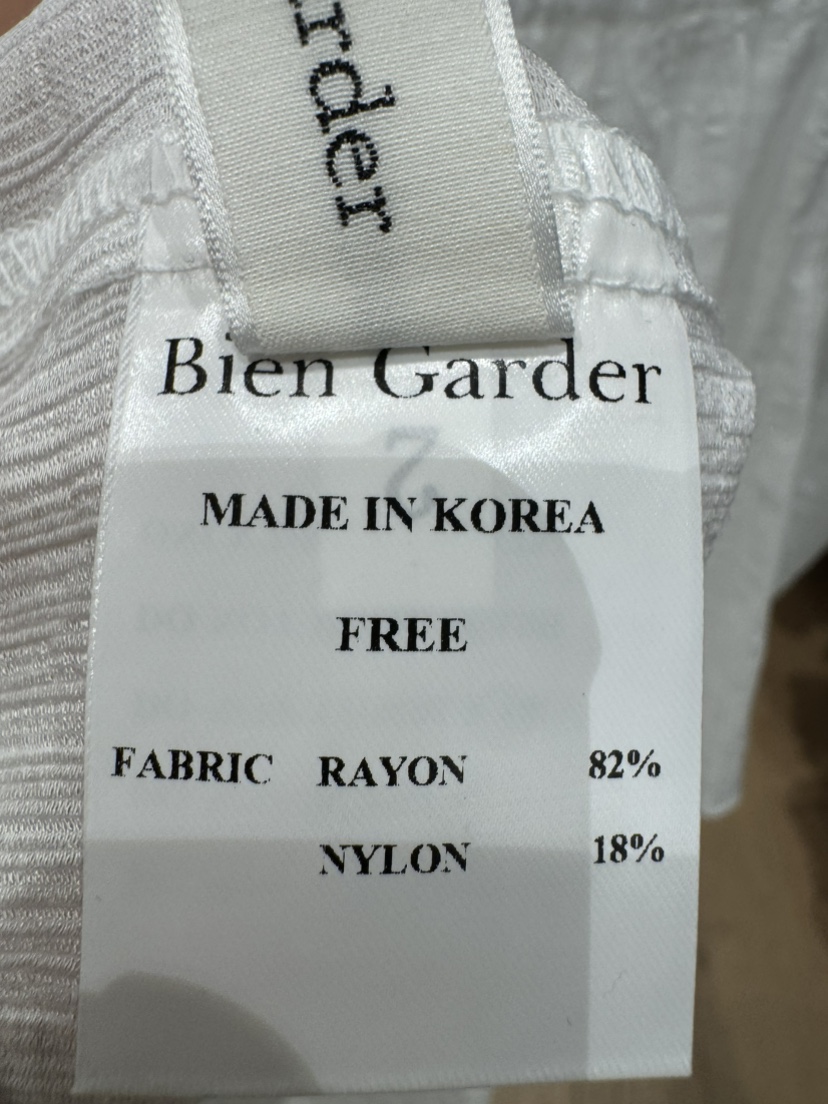 rder
Bien Garder
MADE IN KOREA
FREE
FABRIC RAYON 82%
NYLON 18%